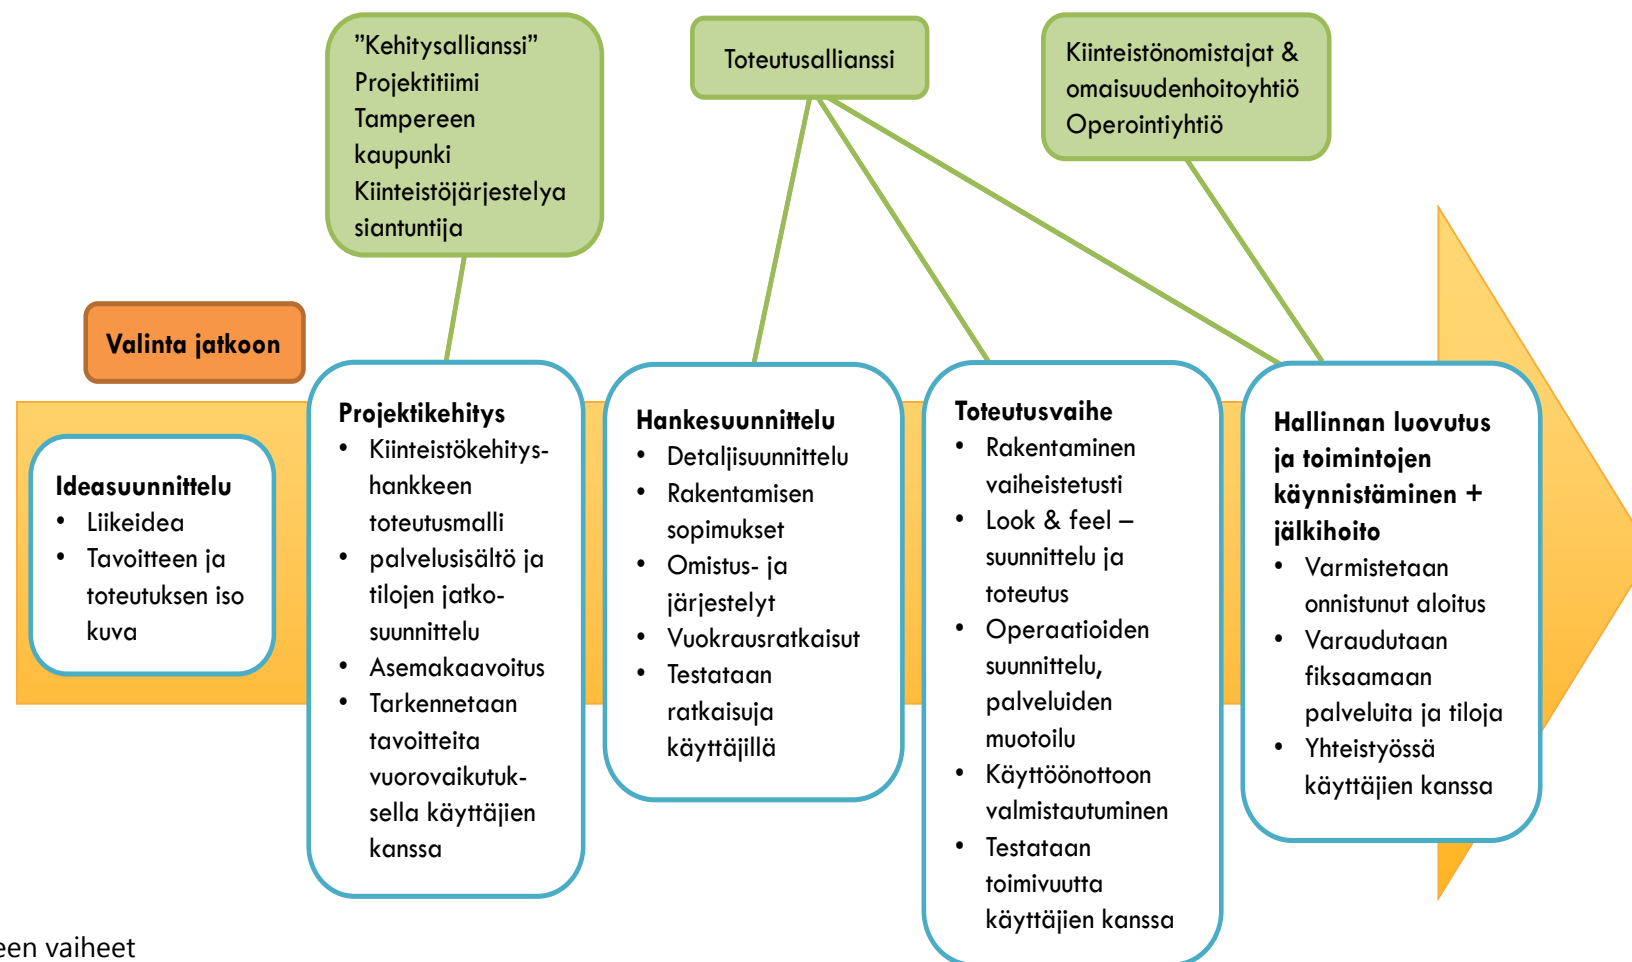 ”Kehitysallianssi”
Projektitiimi
Tampereen
kaupunki
Kiinteistöjärjestelya
siantuntija
Toteutusallianssi
Kiinteistönomistajat &
omaisuudenhoitoyhtiö
Operointiyhtiö
Valinta jatkoon
Ideasuunnittelu
• Liikeidea
• Tavoitteen ja
toteutuksen iso
kuva
Projektikehitys
• Kiinteistökehitys-
hankkeen
toteutusmalli
• palvelusisältö ja
tilojen jatko-
suunnittelu
• Asemakaavoitus
• Tarkennetaan
tavoitteita
vuorovaikutuk-
sella käyttäjien
kanssa
Hankesuunnittelu
• Detaljisuunnittelu
• Rakentamisen
sopimukset
• Omistus- ja
järjestelyt
• Vuokrausratkaisut
• Testataan
ratkaisuja
käyttäjillä
Toteutusvaihe
• Rakentaminen
vaiheistetusti
• Look & feel –
suunnittelu ja
toteutus
• Operaatioiden
suunnittelu,
palveluiden
muotoilu
• Käyttöönottoon
valmistautuminen
• Testataan
toimivuutta
käyttäjien kanssa
Hallinnan luovutus
ja toimintojen
käynnistäminen +
jälkihoito
• Varmistetaan
onnistunut aloitus
• Varaudutaan
fiksaamaan
palveluita ja tiloja
• Yhteistyössä
käyttäjien kanssa
een vaiheet